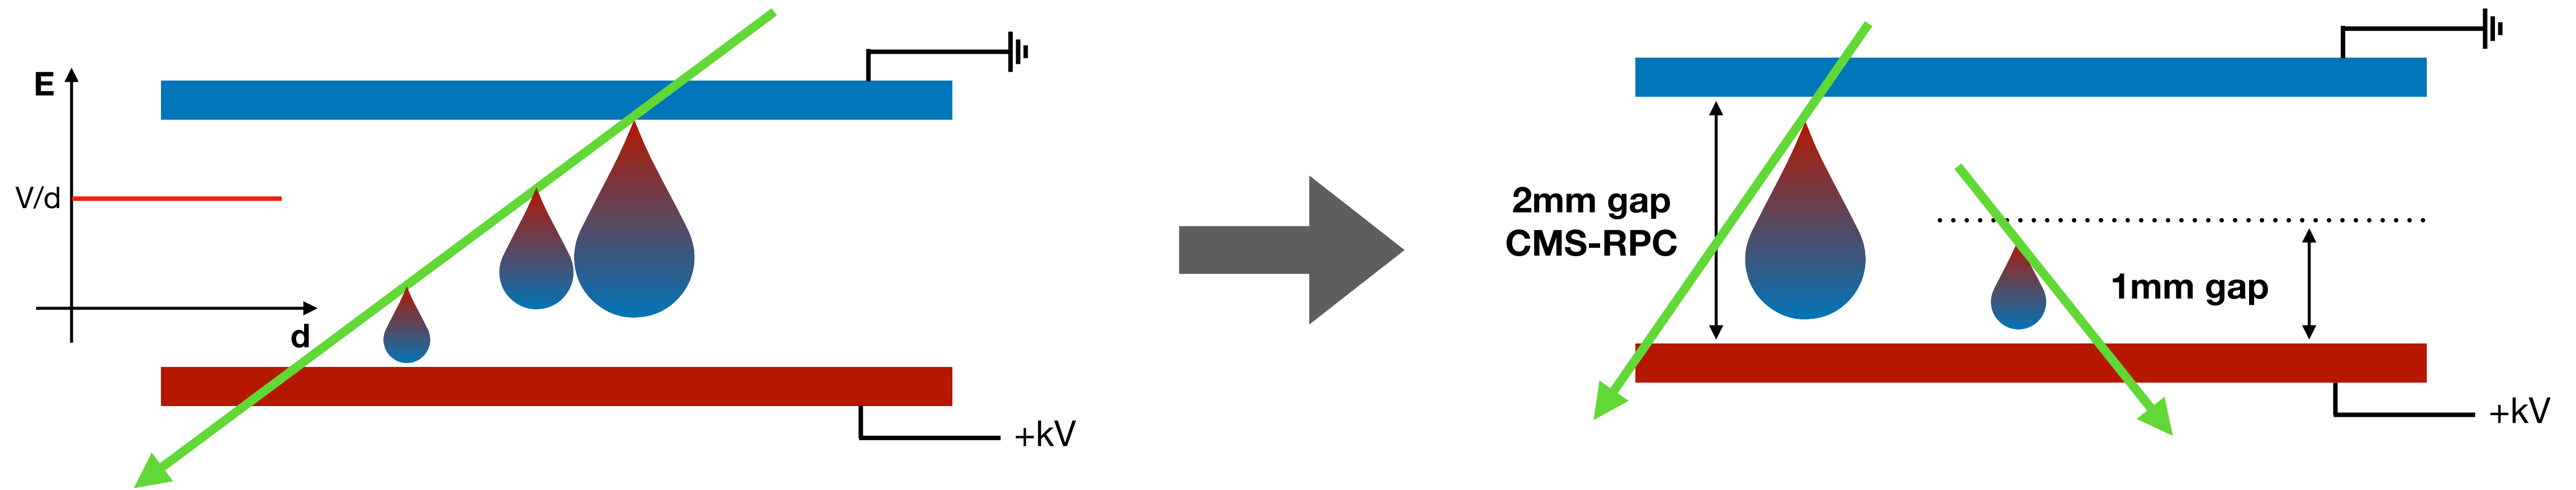 E
V/d
d
+kV
2mm gap
CMS-RPC
1mm gap
+kV